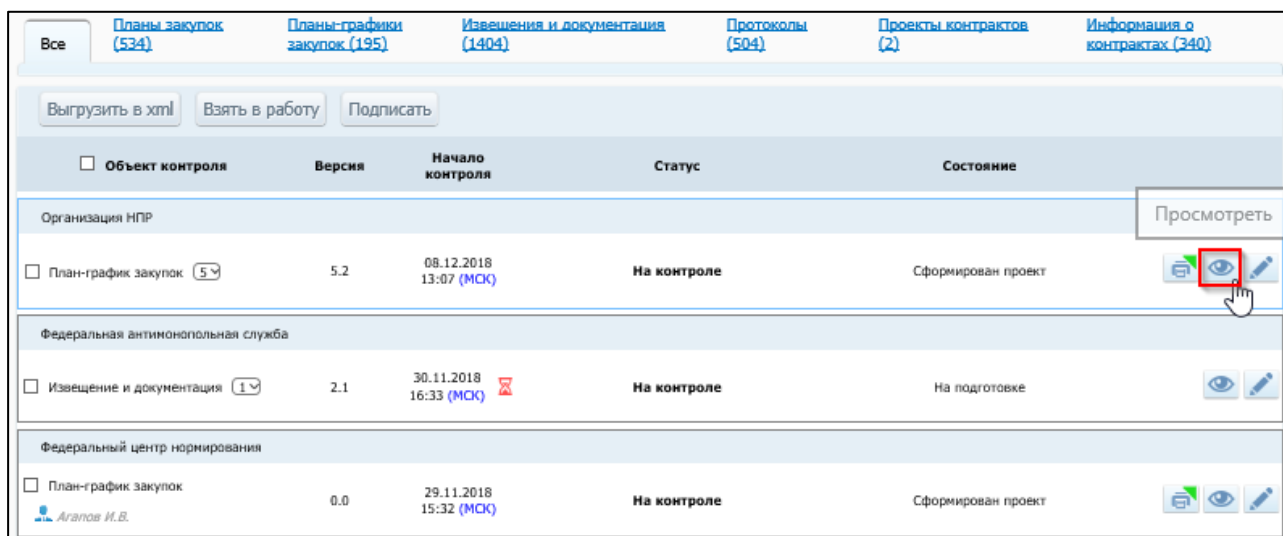 Все
Планы закупок
(534)
Планы-графики
закупок (195)
Извещения и документация
(1404)
Протоколы
(504)
Проекты контрактов
(2)
Информация о
контрактах (340)
Выгрузить в xml Взять в работу Подписать
Объект контроля Версия Начало контроля Статус Состояние
Организация НПР
Просмотреть
План-график закупок 5 5.2 08.12.2018 На контроле Сформирован проект
13:07 (МСК)
Федеральная антимонопольная служба
Извещение и документация 1 2.1 30.11.2018 На контроле На подготовке
16:33 (МСК)
Федеральный центр нормирования
План-график закупок 0.0 29.11.2018 На контроле Сформирован проект
15:32 (МСК)
Агапов И.В.